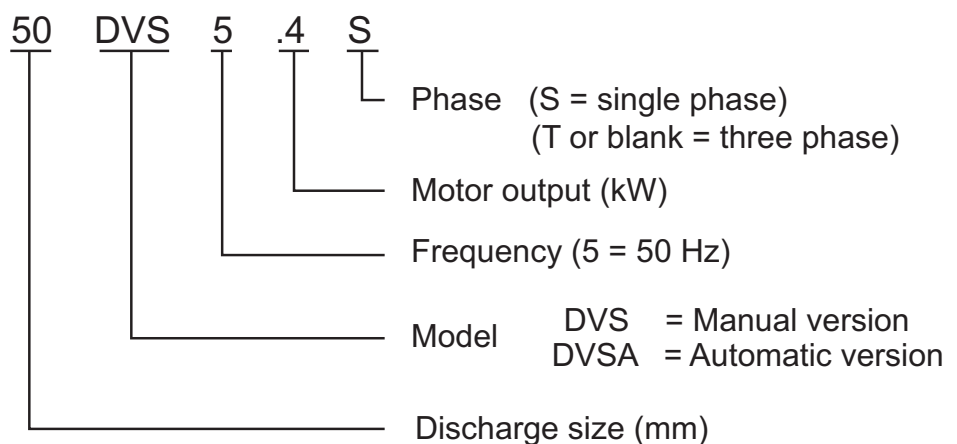 50 DVS 5 .4 S
Phase (S = single phase)
(T or blank = three phase)
Motor output (kW)
Frequency (5 = 50 Hz)
Model DVS = Manual version
DVSA = Automatic version
Discharge size (mm)